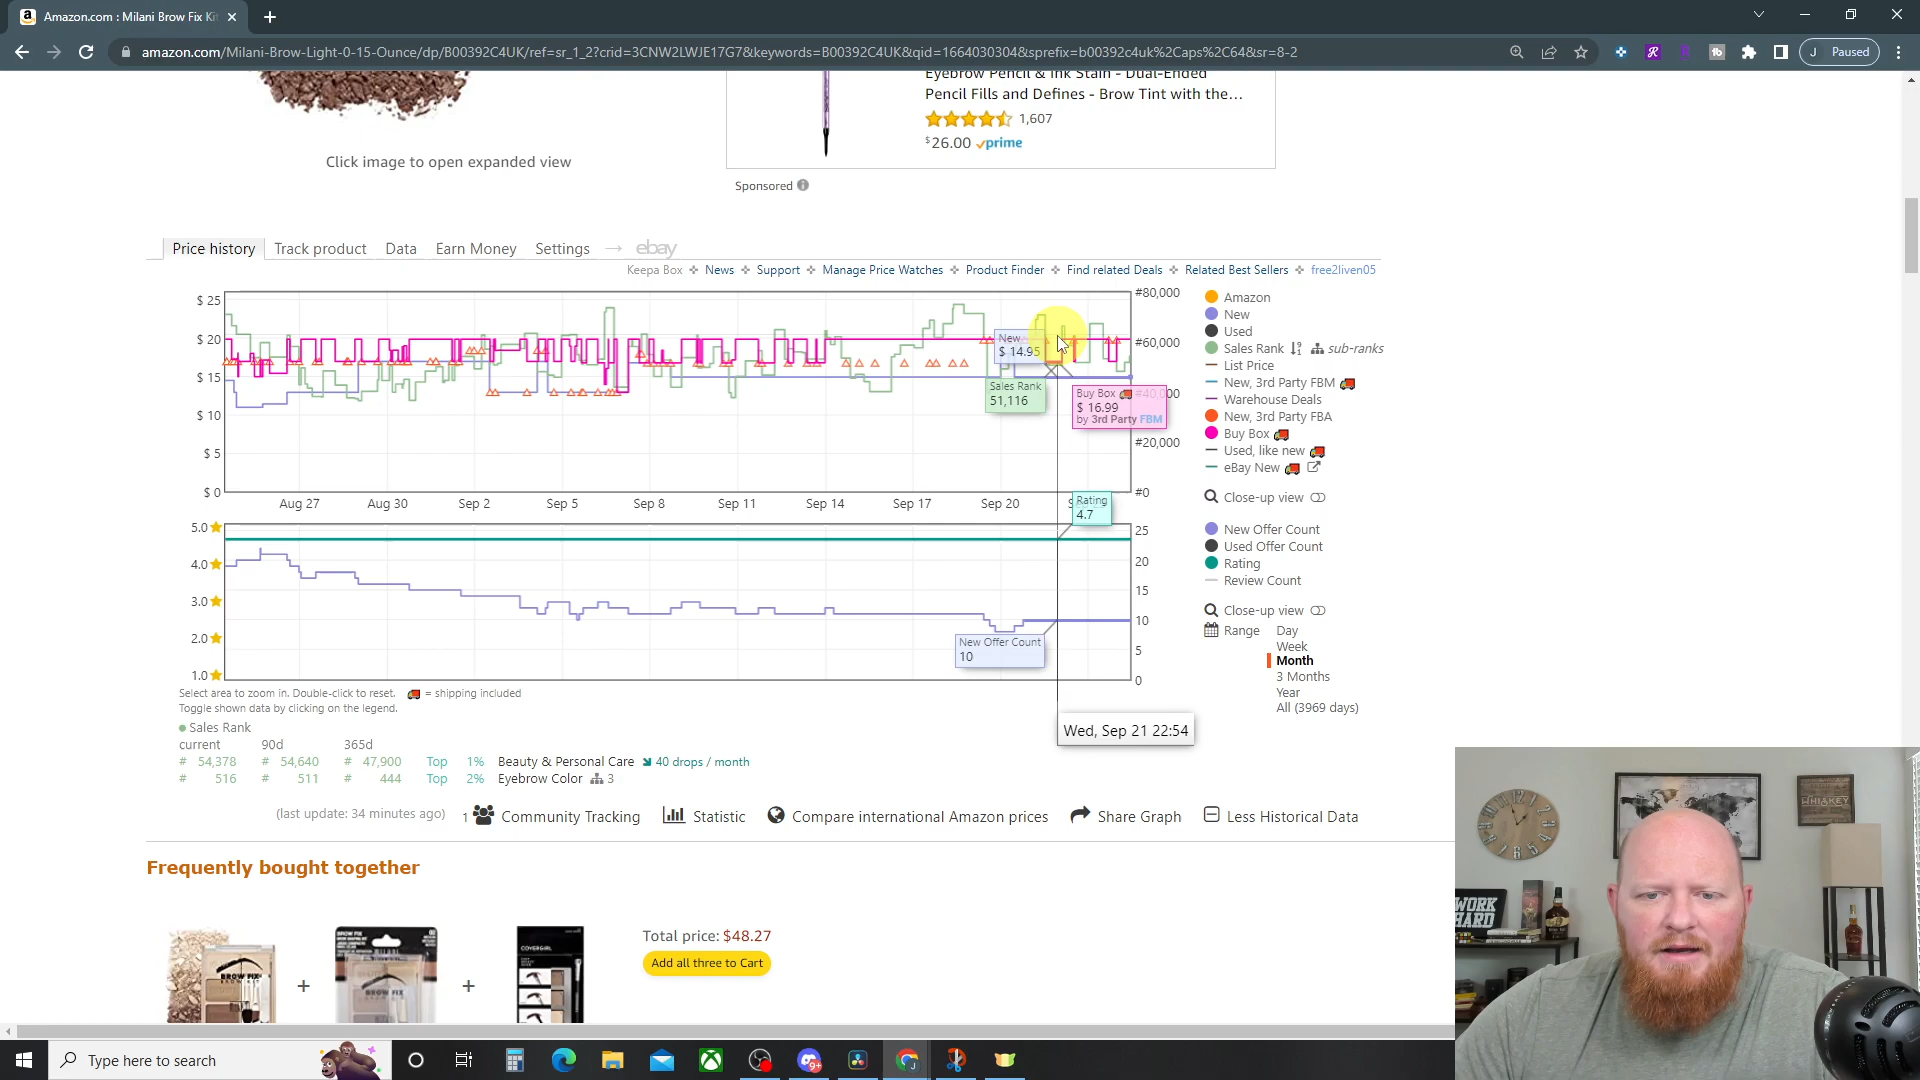 Amazon.com : Milani Brow Fix Kit
amazon.com/Milani-Brow-Light-0-15-Ounce/dp/B00392C4UK/ref=sr_1_2?crid=3CNW2LWJE17G7&keywords=B00392C4UK&qid=1664030304&sprefix=b00392c4uk%2Caps%2C64&sr=8-2
J Paused
Eyebrow Pencil & Ink Stain - Dual-Ended
Pencil Fills and Defines - Brow Tint with the...
1,607
$26.00 prime
Click image to open expanded view
Sponsored
Price history Track product Data Earn Money Settings → ebay
Keepa Box News Support Manage Price Watches Product Finder Find related Deals Related Best Sellers free2liven05
$ 25
$ 20
$ 15
$ 10
$ 5
$ 0
#80,000
#60,000
#40,000
#20,000
#0
New
$ 14.95
Sales Rank
51,116
Buy Box
$ 16.99
by 3rd Party FBM
Aug 27 Aug 30 Sep 2 Sep 5 Sep 8 Sep 11 Sep 14 Sep 17 Sep 20
Rating
4.7
Amazon
New
Used
Sales Rank sub-ranks
List Price
New, 3rd Party FBM
Warehouse Deals
New, 3rd Party FBA
Buy Box
Used, like new
eBay New
Close-up view
5.0
4.0
3.0
2.0
1.0
25
20
15
10
5
0
New Offer Count
10
New Offer Count
Used Offer Count
Rating
Review Count
Close-up view
Range Day
Week
Month
3 Months
Year
All (3969 days)
Select area to zoom in. Double-click to reset. = shipping included
Toggle shown data by clicking on the legend.
Wed, Sep 21 22:54
Sales Rank
current 90d 365d
# 54,378 # 54,640 # 47,900 Top 1% Beauty & Personal Care 40 drops / month
# 516 # 511 # 444 Top 2% Eyebrow Color 3
(last update: 34 minutes ago) 1 Community Tracking Statistic Compare international Amazon prices Share Graph Less Historical Data
Frequently bought together
BROW FIX
BROW FIX
COVERGIRL
+
+
Total price: $48.27
Add all three to Cart
WHISKEY
WORK
HARD
Type here to search
9+